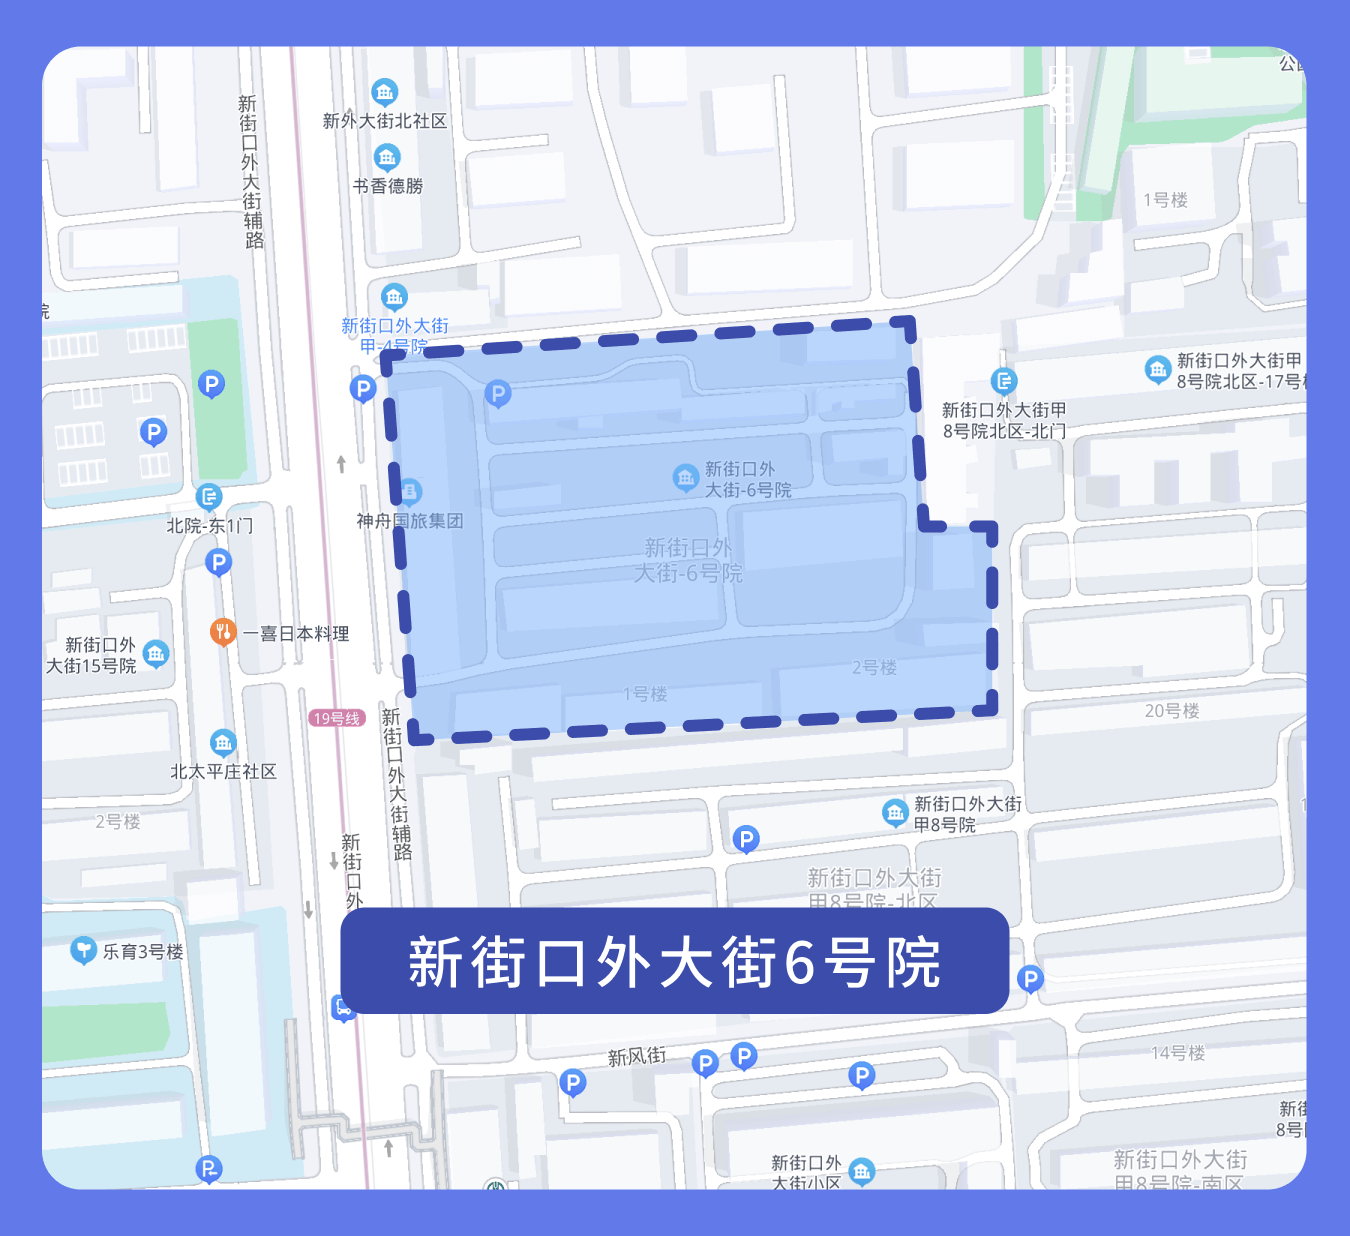 新街口外大街辅路
新外大街北社区
书香德勝
1号楼
院
新街口外大街
甲-4号院
P
P
P
P
新街口外大街甲
8号院北区-17号楼
新街口外大街甲
8号院北区-北门
新街口外
大街-6号院
神舟国旅集团
北院-东1门
P
新街口外
大街-6号院
一喜日本料理
新街口外
大街15号院
2号楼
1号楼
19号线
20号楼
新街口外大街辅路
北太平庄社区
2号楼
新街口外大街
甲8号院
P
新街口外
新街口外大街
甲8号院-北区
新街口外大街6号院
乐育3号楼
P
新风街
P
P
P
P
14号楼
P
新街口外
大街小区
新街口外大街
甲8号院-南区